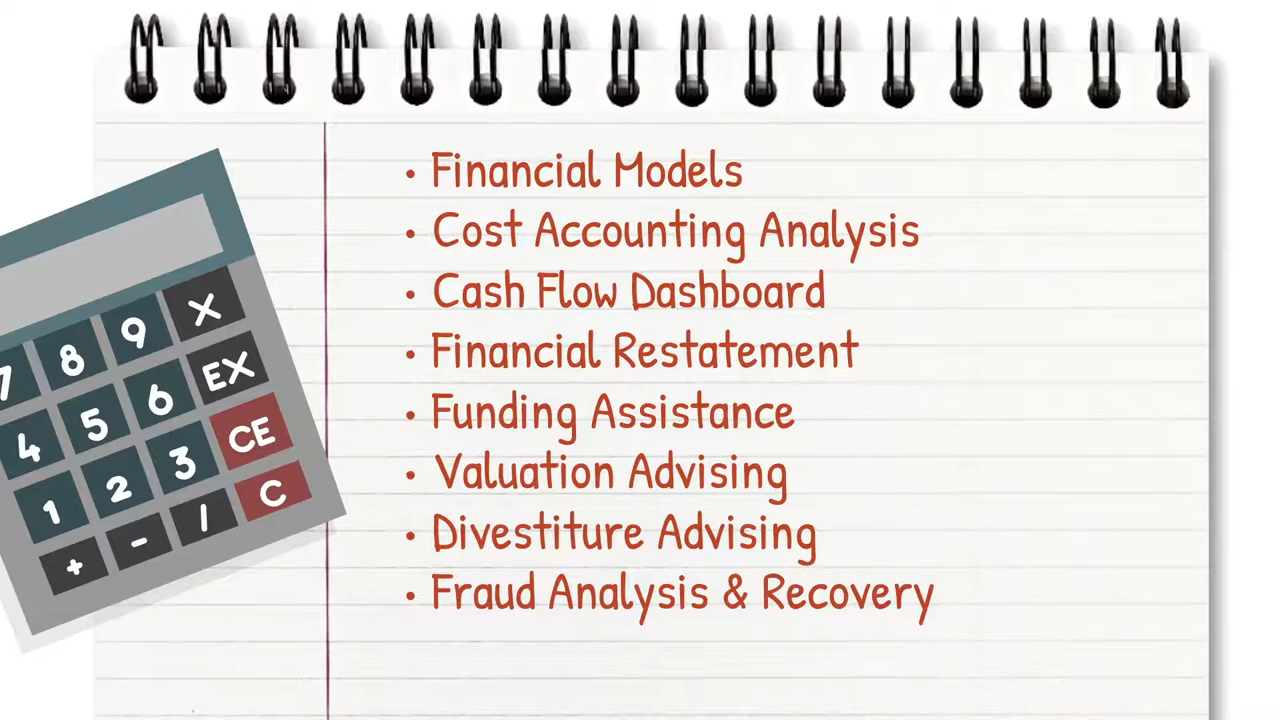 • Financial Models
• Cost Accounting Analysis
• Cash Flow Dashboard
• Financial Restatement
• Funding Assistance
• Valuation Advising
• Divestiture Advising
• Fraud Analysis & Recovery
7 8 9 X
4 5 6 EX
1 2 3 CE
+ - / C